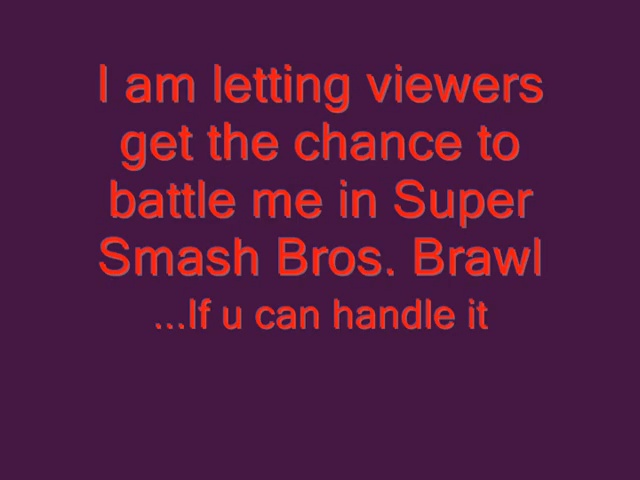 I am letting viewers
get the chance to
battle me in Super
Smash Bros. Brawl
...If u can handle it